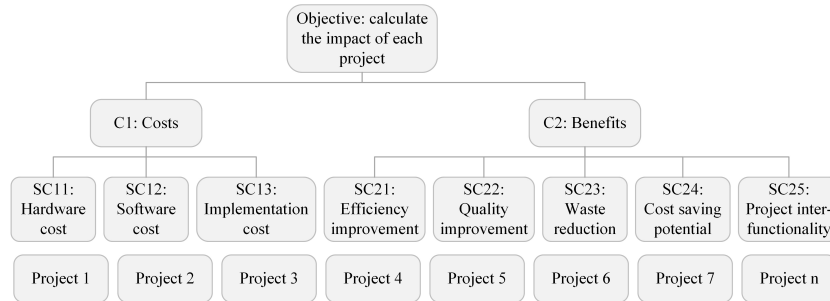 Objective: calculate
the impact of each
project
C1: Costs
C2: Benefits
SC11:
Hardware
cost
SC12:
Software
cost
SC13:
Implementation
cost
SC21:
Efficiency
improvement
SC22:
Quality
improvement
SC23:
Waste
reduction
SC24:
Cost saving
potential
SC25:
Project inter-
functionality
Project 1
Project 2
Project 3
Project 4
Project 5
Project 6
Project 7
Project n